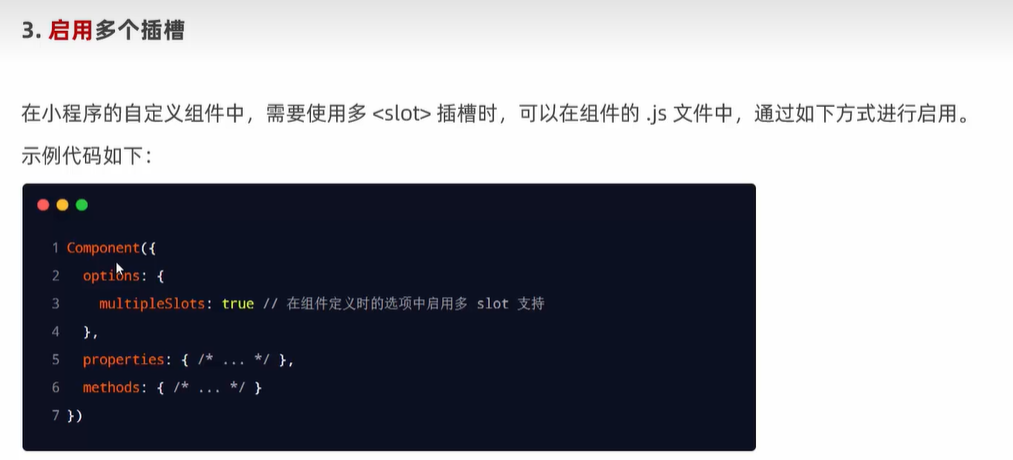 3. 启用多个插槽
在小程序的自定义组件中，需要使用多 <slot> 插槽时，可以在组件的 .js 文件中，通过如下方式进行启用。
示例代码如下：
1 Component({
2 options: {
3 multipleSlots: true // 在组件定义时的选项中启用多 slot 支持
4 },
5 properties: { /* ... */ },
6 methods: { /* ... */ }
7 })